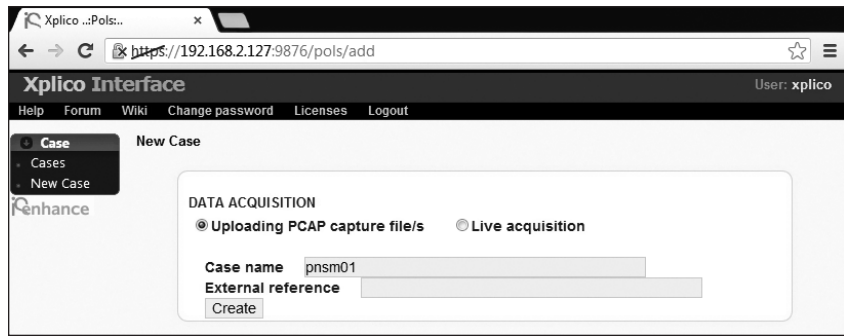 Xplico ..:Pols:..
https://192.168.2.127:9876/pols/add
Xplico Interface
User: xplico
Help Forum Wiki Change password Licenses Logout
Case
Cases
New Case
enhance
New Case
DATA ACQUISITION
Uploading PCAP capture file/s Live acquisition
Case name pnsm01
External reference
Create